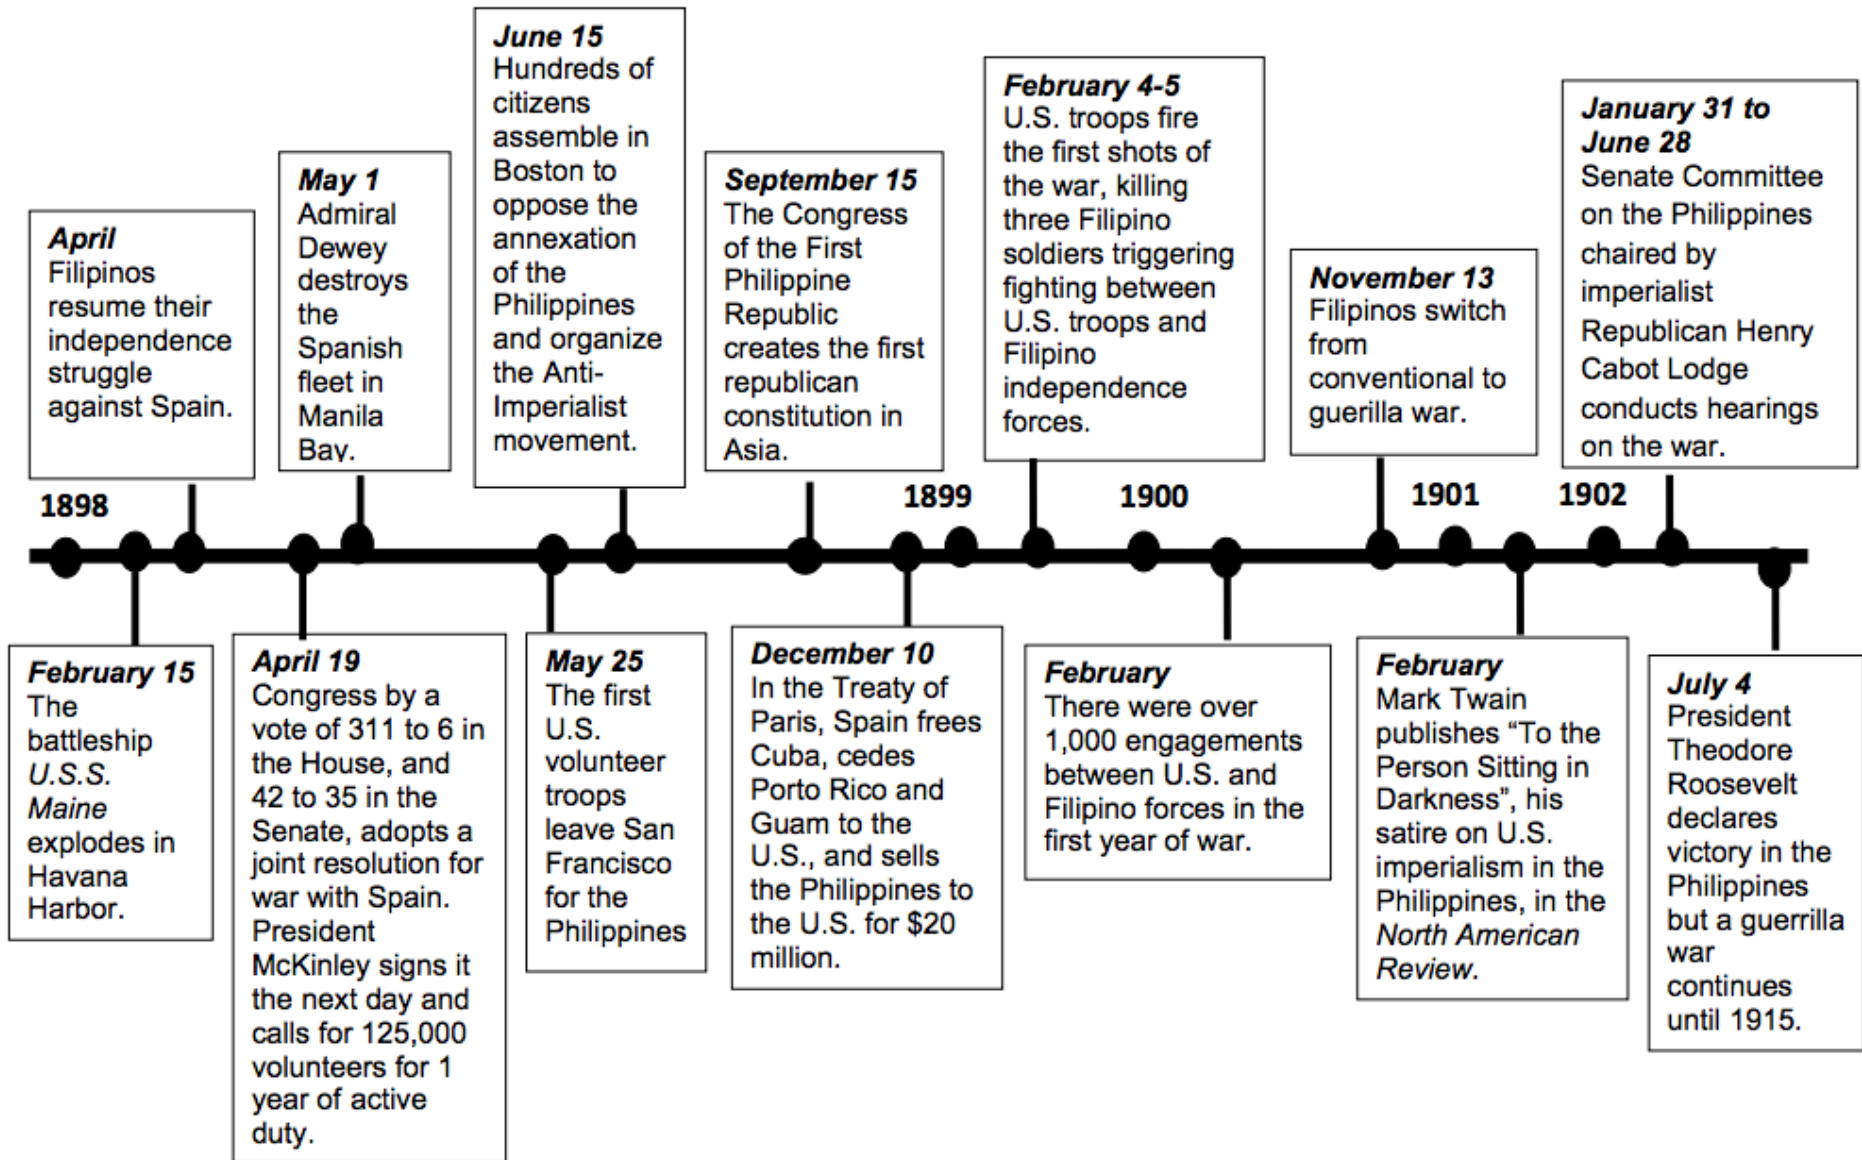 June 15
Hundreds of
citizens
assemble in
Boston to
oppose the
annexation
of the
Philippines
and organize
the Anti-
Imperialist
movement.
February 4-5
U.S. troops fire
the first shots of
the war, killing
three Filipino
soldiers triggering
fighting between
U.S. troops and
Filipino
independence
forces.
January 31 to
June 28
Senate Committee
on the Philippines
chaired by
imperialist
Republican Henry
Cabot Lodge
conducts hearings
on the war.
May 1
Admiral
Dewey
destroys
the
Spanish
fleet in
Manila
Bay.
September 15
The Congress
of the First
Philippine
Republic
creates the first
republican
constitution in
Asia.
April
Filipinos
resume their
independence
struggle
against Spain.
November 13
Filipinos switch
from
conventional to
guerilla war.
1898
1899
1900
1901
1902
February 15
The
battleship
U.S.S.
Maine
explodes in
Havana
Harbor.
April 19
Congress by a
vote of 311 to 6 in
the House, and
42 to 35 in the
Senate, adopts a
joint resolution for
war with Spain.
President
McKinley signs it
the next day and
calls for 125,000
volunteers for 1
year of active
duty.
May 25
The first
U.S.
volunteer
troops
leave San
Francisco
for the
Philippines
December 10
In the Treaty of
Paris, Spain frees
Cuba, cedes
Porto Rico and
Guam to the
U.S., and sells
the Philippines to
the U.S. for $20
million.
February
There were over
1,000 engagements
between U.S. and
Filipino forces in the
first year of war.
February
Mark Twain
publishes “To the
Person Sitting in
Darkness”, his
satire on U.S.
imperialism in the
Philippines, in the
North American
Review.
July 4
President
Theodore
Roosevelt
declares
victory in the
Philippines
but a guerrilla
war
continues
until 1915.